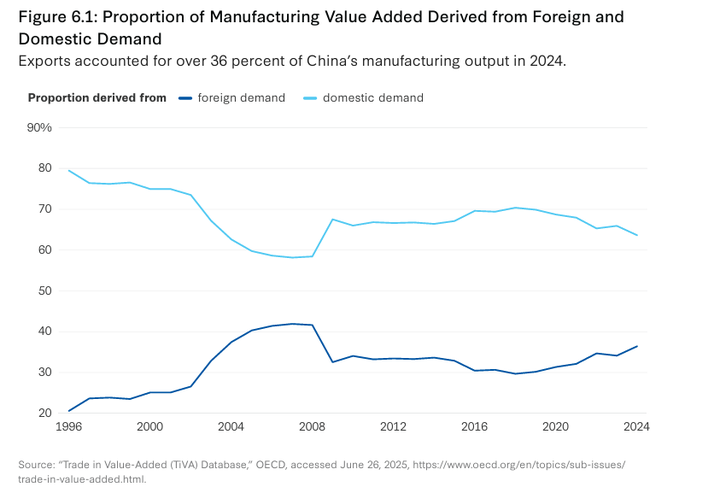 Figure 6.1: Proportion of Manufacturing Value Added Derived from Foreign and
Domestic Demand
Exports accounted for over 36 percent of China’s manufacturing output in 2024.
Proportion derived from foreign demand domestic demand
90%
80
70
60
50
40
30
20
1996 2000 2004 2008 2012 2016 2020 2024
Source: “Trade in Value-Added (TiVA) Database,” OECD, accessed June 26, 2025, https://www.oecd.org/en/topics/sub-issues/
trade-in-value-added.html.